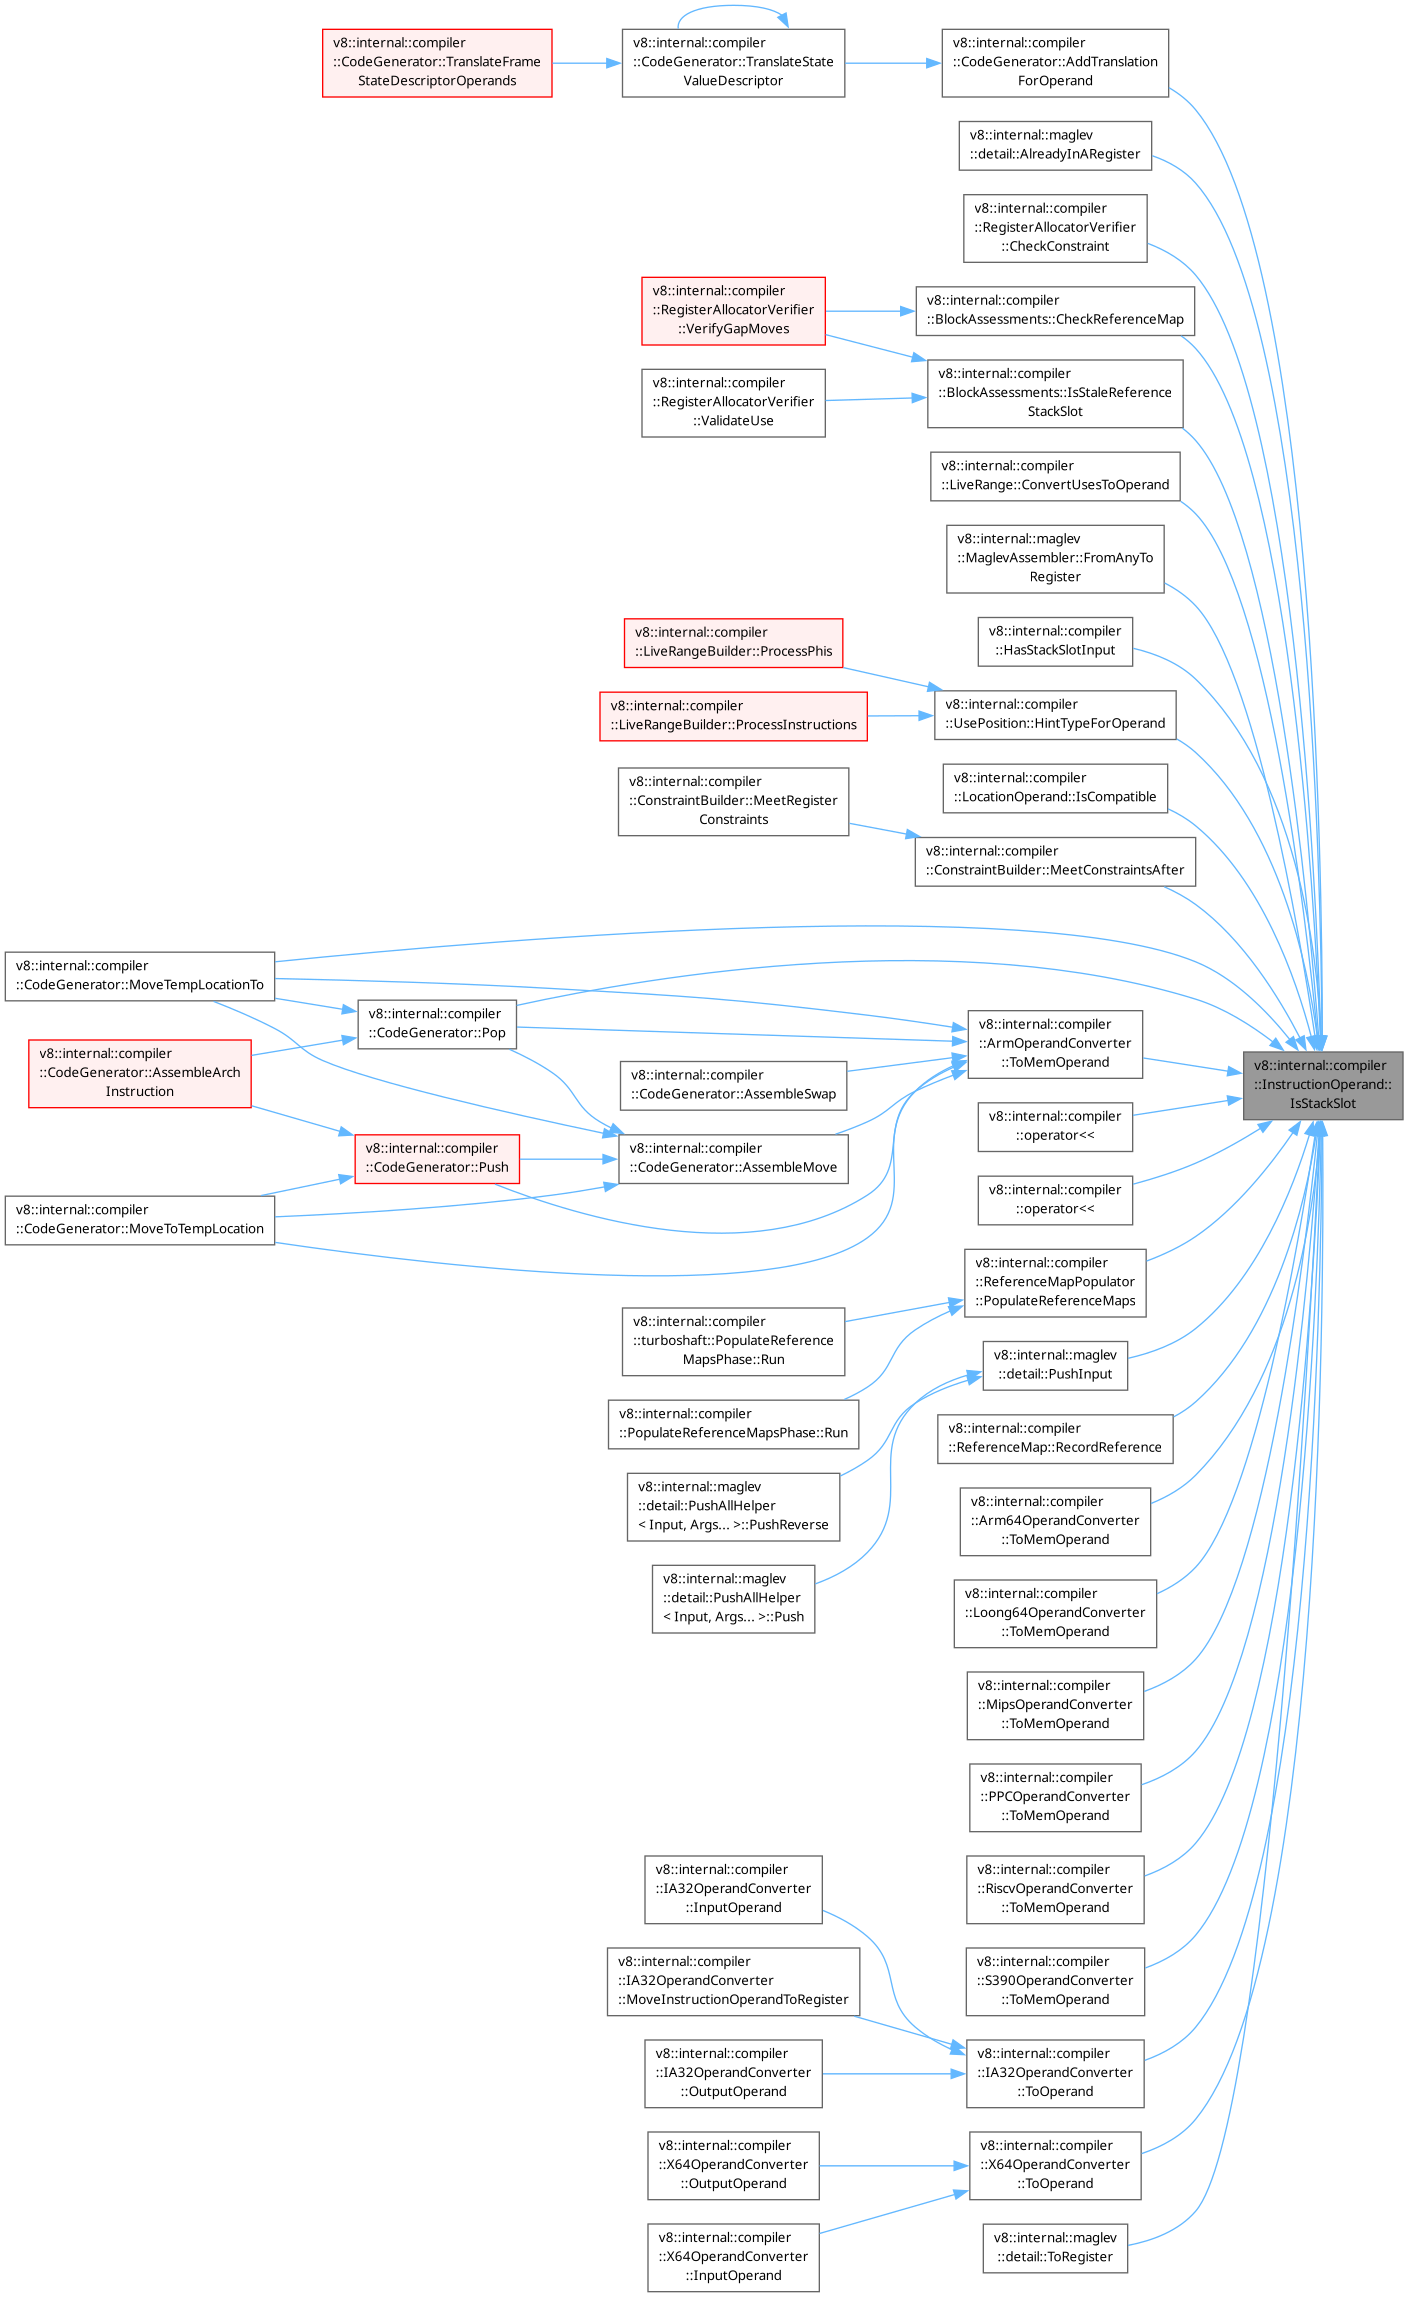 v8::internal::compiler
::CodeGenerator::TranslateFrame
StateDescriptorOperands
v8::internal::compiler
::CodeGenerator::TranslateState
ValueDescriptor
v8::internal::compiler
::CodeGenerator::AddTranslation
ForOperand
v8::internal::maglev
::detail::AlreadyInARegister
v8::internal::compiler
::RegisterAllocatorVerifier
::CheckConstraint
v8::internal::compiler
::RegisterAllocatorVerifier
::VerifyGapMoves
v8::internal::compiler
::BlockAssessments::CheckReferenceMap
v8::internal::compiler
::RegisterAllocatorVerifier
::ValidateUse
v8::internal::compiler
::BlockAssessments::IsStaleReference
StackSlot
v8::internal::compiler
::LiveRange::ConvertUsesToOperand
v8::internal::maglev
::MaglevAssembler::FromAnyTo
Register
v8::internal::compiler
::HasStackSlotInput
v8::internal::compiler
::LiveRangeBuilder::ProcessPhis
v8::internal::compiler
::LiveRangeBuilder::ProcessInstructions
v8::internal::compiler
::UsePosition::HintTypeForOperand
v8::internal::compiler
::LocationOperand::IsCompatible
v8::internal::compiler
::ConstraintBuilder::MeetRegister
Constraints
v8::internal::compiler
::ConstraintBuilder::MeetConstraintsAfter
v8::internal::compiler
::CodeGenerator::MoveTempLocationTo
v8::internal::compiler
::CodeGenerator::Pop
v8::internal::compiler
::ArmOperandConverter
::ToMemOperand
v8::internal::compiler
::CodeGenerator::AssembleArch
Instruction
v8::internal::compiler
::CodeGenerator::AssembleSwap
v8::internal::compiler
::InstructionOperand::
IsStackSlot
v8::internal::compiler
::operator<<
v8::internal::compiler
::CodeGenerator::Push
v8::internal::compiler
::CodeGenerator::AssembleMove
v8::internal::compiler
::operator<<
v8::internal::compiler
::CodeGenerator::MoveToTempLocation
v8::internal::compiler
::ReferenceMapPopulator
::PopulateReferenceMaps
v8::internal::compiler
::turboshaft::PopulateReference
MapsPhase::Run
v8::internal::maglev
::detail::PushInput
v8::internal::compiler
::PopulateReferenceMapsPhase::Run
v8::internal::compiler
::ReferenceMap::RecordReference
v8::internal::maglev
::detail::PushAllHelper
< Input, Args... >::PushReverse
v8::internal::compiler
::Arm64OperandConverter
::ToMemOperand
v8::internal::maglev
::detail::PushAllHelper
< Input, Args... >::Push
v8::internal::compiler
::Loong64OperandConverter
::ToMemOperand
v8::internal::compiler
::MipsOperandConverter
::ToMemOperand
v8::internal::compiler
::PPCOperandConverter
::ToMemOperand
v8::internal::compiler
::IA32OperandConverter
::InputOperand
v8::internal::compiler
::RiscvOperandConverter
::ToMemOperand
v8::internal::compiler
::IA32OperandConverter
::MoveInstructionOperandToRegister
v8::internal::compiler
::S390OperandConverter
::ToMemOperand
v8::internal::compiler
::IA32OperandConverter
::OutputOperand
v8::internal::compiler
::IA32OperandConverter
::ToOperand
v8::internal::compiler
::X64OperandConverter
::OutputOperand
v8::internal::compiler
::X64OperandConverter
::ToOperand
v8::internal::compiler
::X64OperandConverter
::InputOperand
v8::internal::maglev
::detail::ToRegister